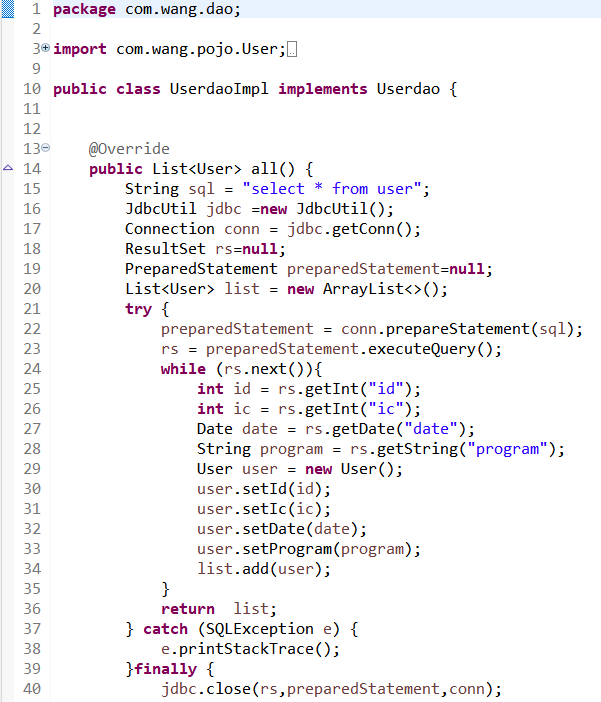 1 package com.wang.dao;
2
3 import com.wang.pojo.User;
9
10 public class UserdaoImpl implements Userdao {
11
12
13     @Override
14     public List<User> all() {
15         String sql = "select * from user";
16         JdbcUtil jdbc =new JdbcUtil();
17         Connection conn = jdbc.getConn();
18         ResultSet rs=null;
19         PreparedStatement preparedStatement=null;
20         List<User> list = new ArrayList<>();
21         try {
22             preparedStatement = conn.prepareStatement(sql);
23             rs = preparedStatement.executeQuery();
24             while (rs.next()){
25                 int id = rs.getInt("id");
26                 int ic = rs.getInt("ic");
27                 Date date = rs.getDate("date");
28                 String program = rs.getString("program");
29                 User user = new User();
30                 user.setId(id);
31                 user.setIc(ic);
32                 user.setDate(date);
33                 user.setProgram(program);
34                 list.add(user);
35             }
36             return  list;
37         } catch (SQLException e) {
38             e.printStackTrace();
39         }finally {
40             jdbc.close(rs,preparedStatement,conn);